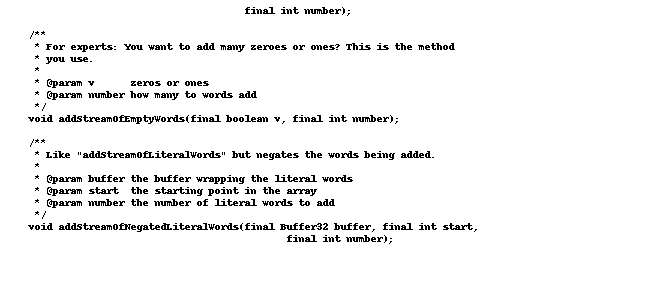 final int number);
/**
* For experts: You want to add many zeroes or ones? This is the method
* you use.
*
* @param v      zeros or ones
* @param number how many to words add
*/
void addStreamOfEmptyWords(final boolean v, final int number);
/**
* Like "addStreamOfLiteralWords" but negates the words being added.
*
* @param buffer the buffer wrapping the literal words
* @param start  the starting point in the array
* @param number the number of literal words to add
*/
void addStreamOfNegatedLiteralWords(final Buffer32 buffer, final int start,
final int number);